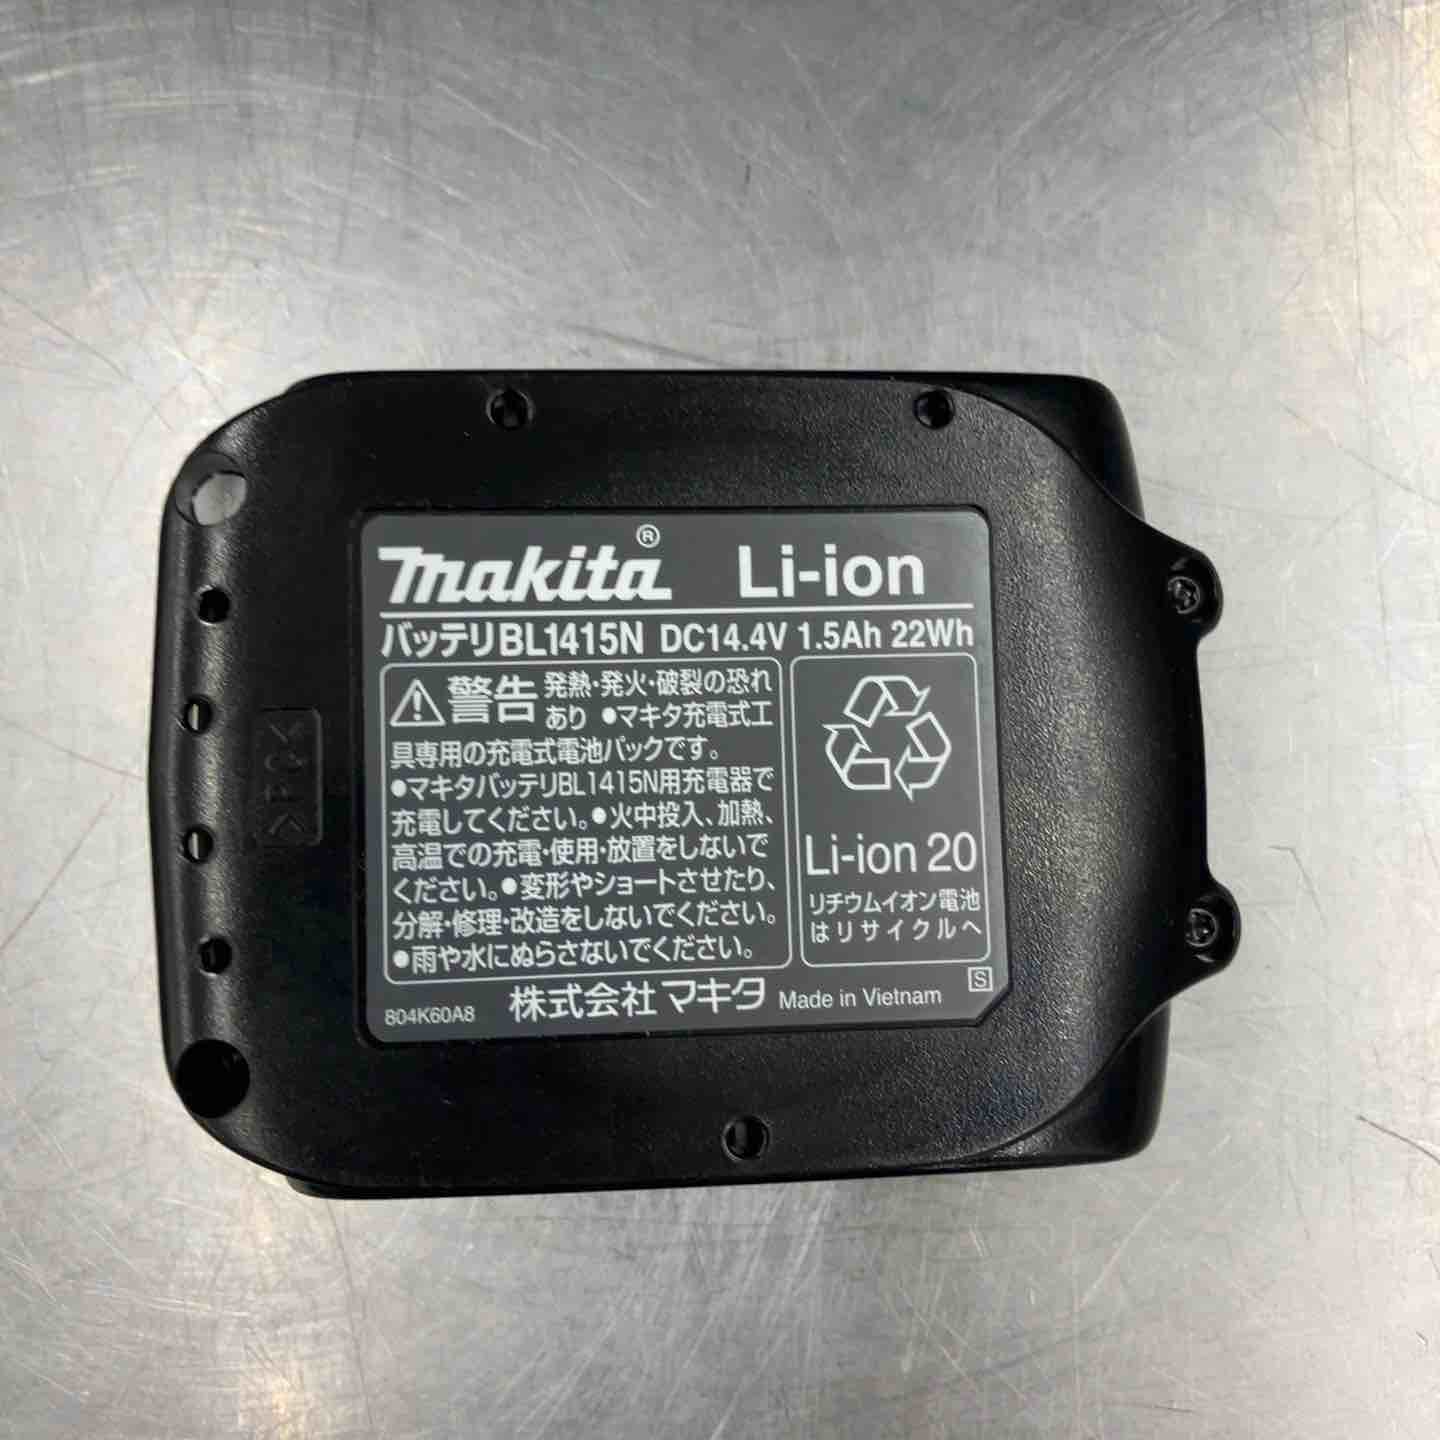 makita® Li-ion
バッテリBL1415N DC14.4V 1.5Ah 22Wh
警告 発熱・発火・破裂の恐れ
あり ●マキタ充電式工
具専用の充電式電池パックです。
●マキタバッテリBL1415N用充電器で
充電してください。●火中投入、加熱、
高温での充電・使用・放置をしないで
ください。●変形やショートさせたり、
分解・修理・改造をしないでください。
●雨や水にぬらさないでください。
Li-ion 20
リチウムイオン電池
はリサイクルへ
804K60A8 株式会社マキタ Made in Vietnam S
>PC<